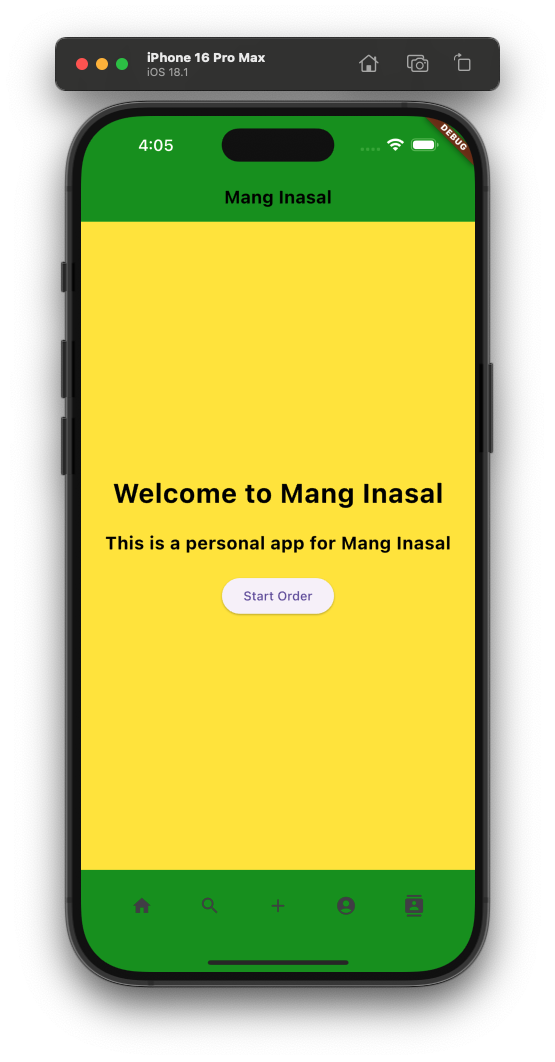 iPhone 16 Pro Max
iOS 18.1
4:05
DEBUG
Mang Inasal
Welcome to Mang Inasal
This is a personal app for Mang Inasal
Start Order